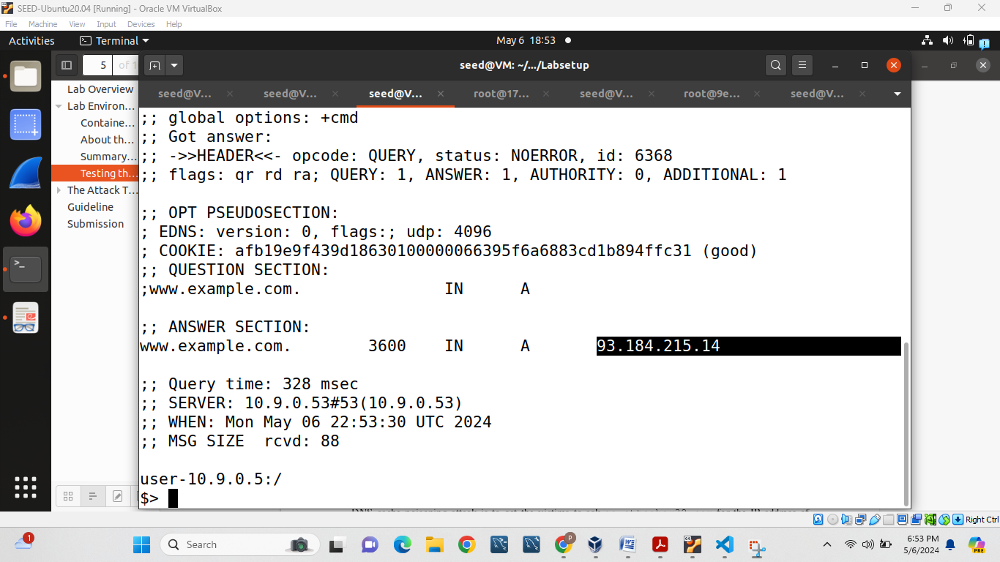 SEED-Ubuntu20.04 [Running] - Oracle VM VirtualBox
File Machine View Input Devices Help
Activities Terminal May 6 18:53
5 of 1
seed@VM: ~/.../Labsetup
seed@V... seed@V... seed@V... root@17... seed@V... root@9e... seed@V...
Lab Overview
Lab Environ...
Containe...
About th...
Summary...
Testing th...
The Attack T...
Guideline
Submission
;; global options: +cmd
;; Got answer:
;; ->>HEADER<<- opcode: QUERY, status: NOERROR, id: 6368
;; flags: qr rd ra; QUERY: 1, ANSWER: 1, AUTHORITY: 0, ADDITIONAL: 1
;; OPT PSEUDOSECTION:
; EDNS: version: 0, flags:; udp: 4096
; COOKIE: afb19e9f439d18630100000066395f6a6883cd1b894ffc31 (good)
;; QUESTION SECTION:
;www.example.com. IN A
;; ANSWER SECTION:
www.example.com. 3600 IN A 93.184.215.14
;; Query time: 328 msec
;; SERVER: 10.9.0.53#53(10.9.0.53)
;; WHEN: Mon May 06 22:53:30 UTC 2024
;; MSG SIZE rcvd: 88
user-10.9.0.5:/
$>
Right Ctrl
1
Search
6:53 PM
5/6/2024
PRE